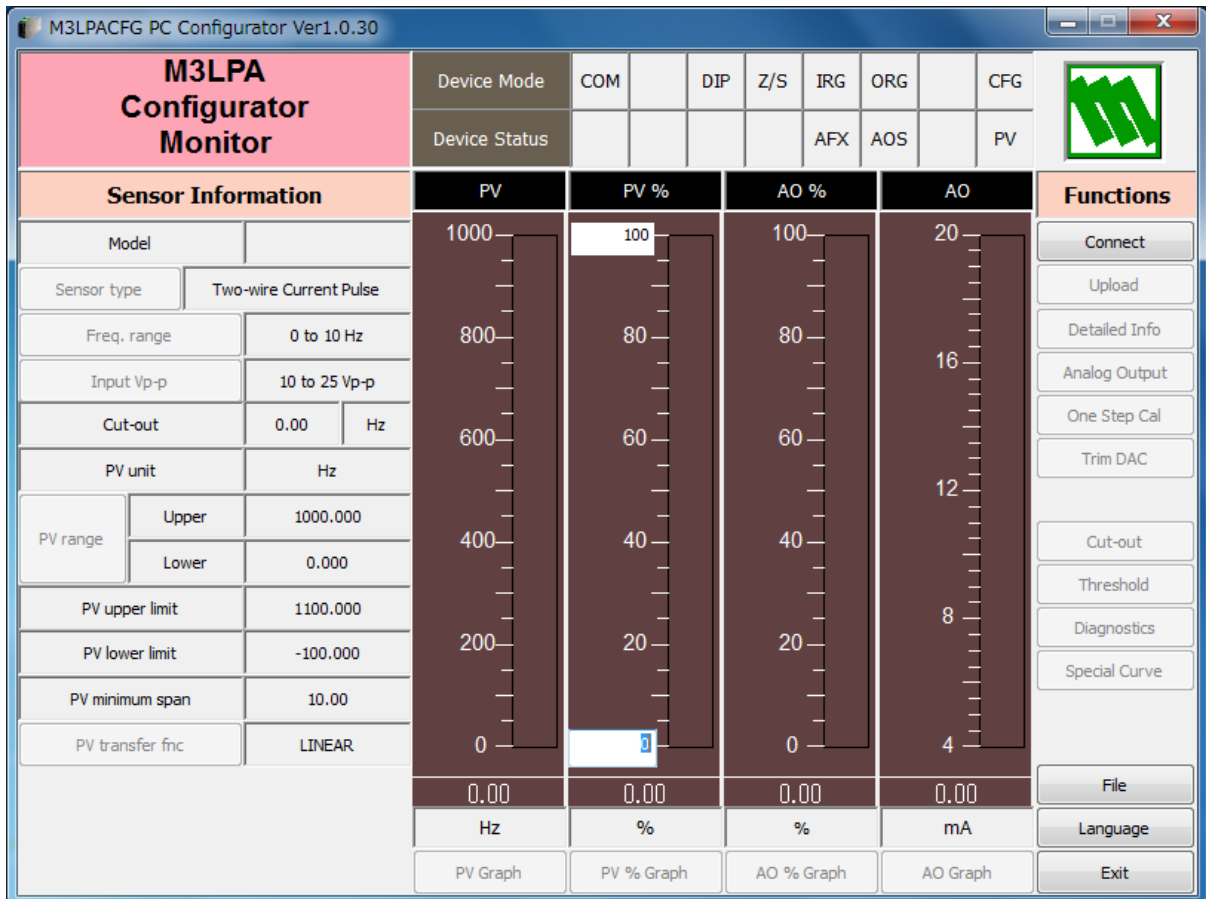 M3LPACFG PC Configurator Ver1.0.30
M3LPA
Configurator
Monitor
Device Mode COM DIP Z/S IRG ORG CFG
Device Status AFX AOS PV
Sensor Information
Model
Sensor type Two-wire Current Pulse
Freq. range 0 to 10 Hz
Input Vp-p 10 to 25 Vp-p
Cut-out 0.00 Hz
PV unit Hz
PV range
Upper 1000.000
Lower 0.000
PV upper limit 1100.000
PV lower limit -100.000
PV minimum span 10.00
PV transfer fnc LINEAR
PV
1000
800
600
400
200
0
0.00
Hz
PV Graph
PV %
100
80
60
40
20
0
0.00
%
PV % Graph
AO %
100
80
60
40
20
0
0.00
%
AO % Graph
AO
20
16
12
8
4
0.00
mA
AO Graph
Functions
Connect
Upload
Detailed Info
Analog Output
One Step Cal
Trim DAC
Cut-out
Threshold
Diagnostics
Special Curve
File
Language
Exit